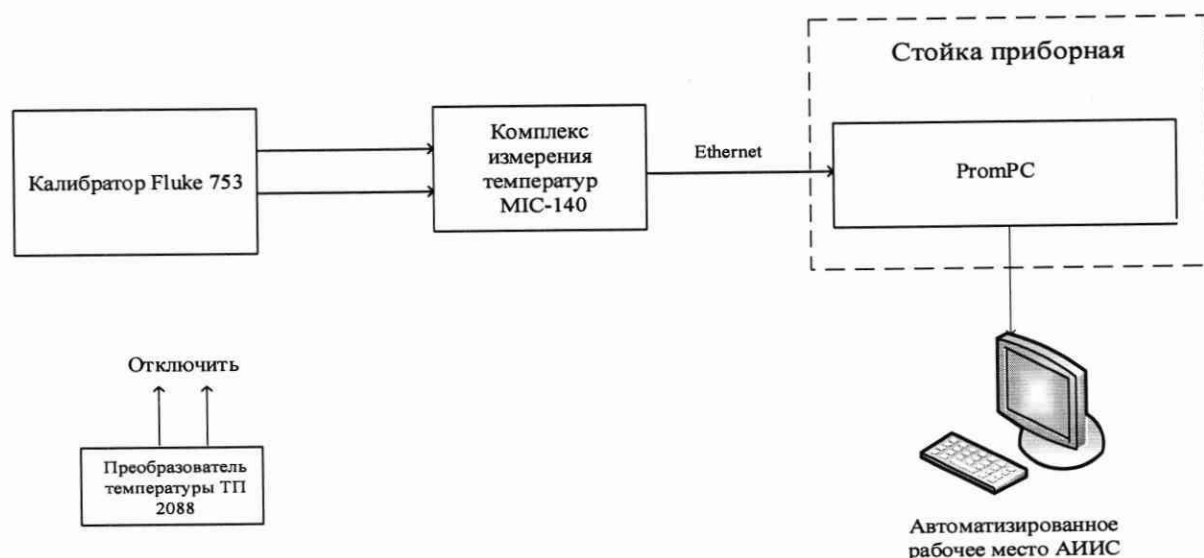 Стойка приборная
Калибратор Fluke 753
Комплекс
измерения
температур
MIC-140
Ethernet
PromPC
Отключить
Преобразователь
температуры ТП
2088
Автоматизированное
рабочее место АИИС